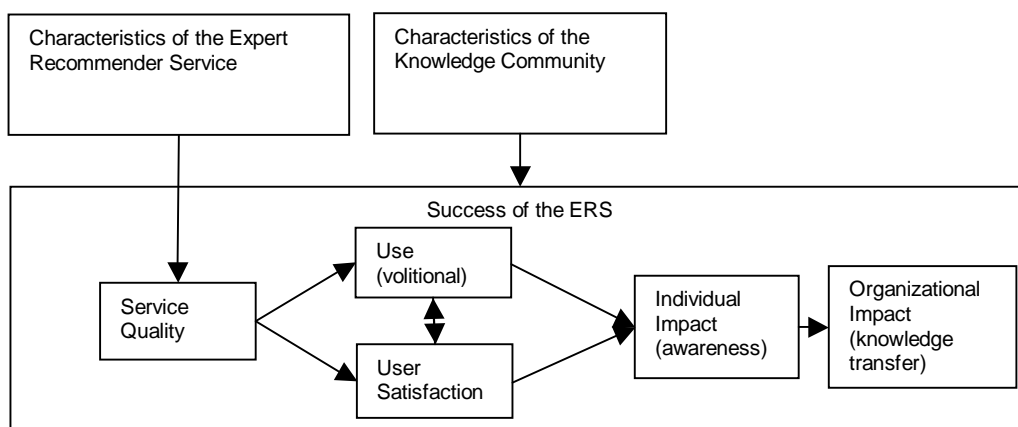 Characteristics of the Expert
Recommender Service
Characteristics of the
Knowledge Community
Success of the ERS
Service
Quality
Use
(volitional)
User
Satisfaction
Individual
Impact
(awareness)
Organizational
Impact
(knowledge
transfer)